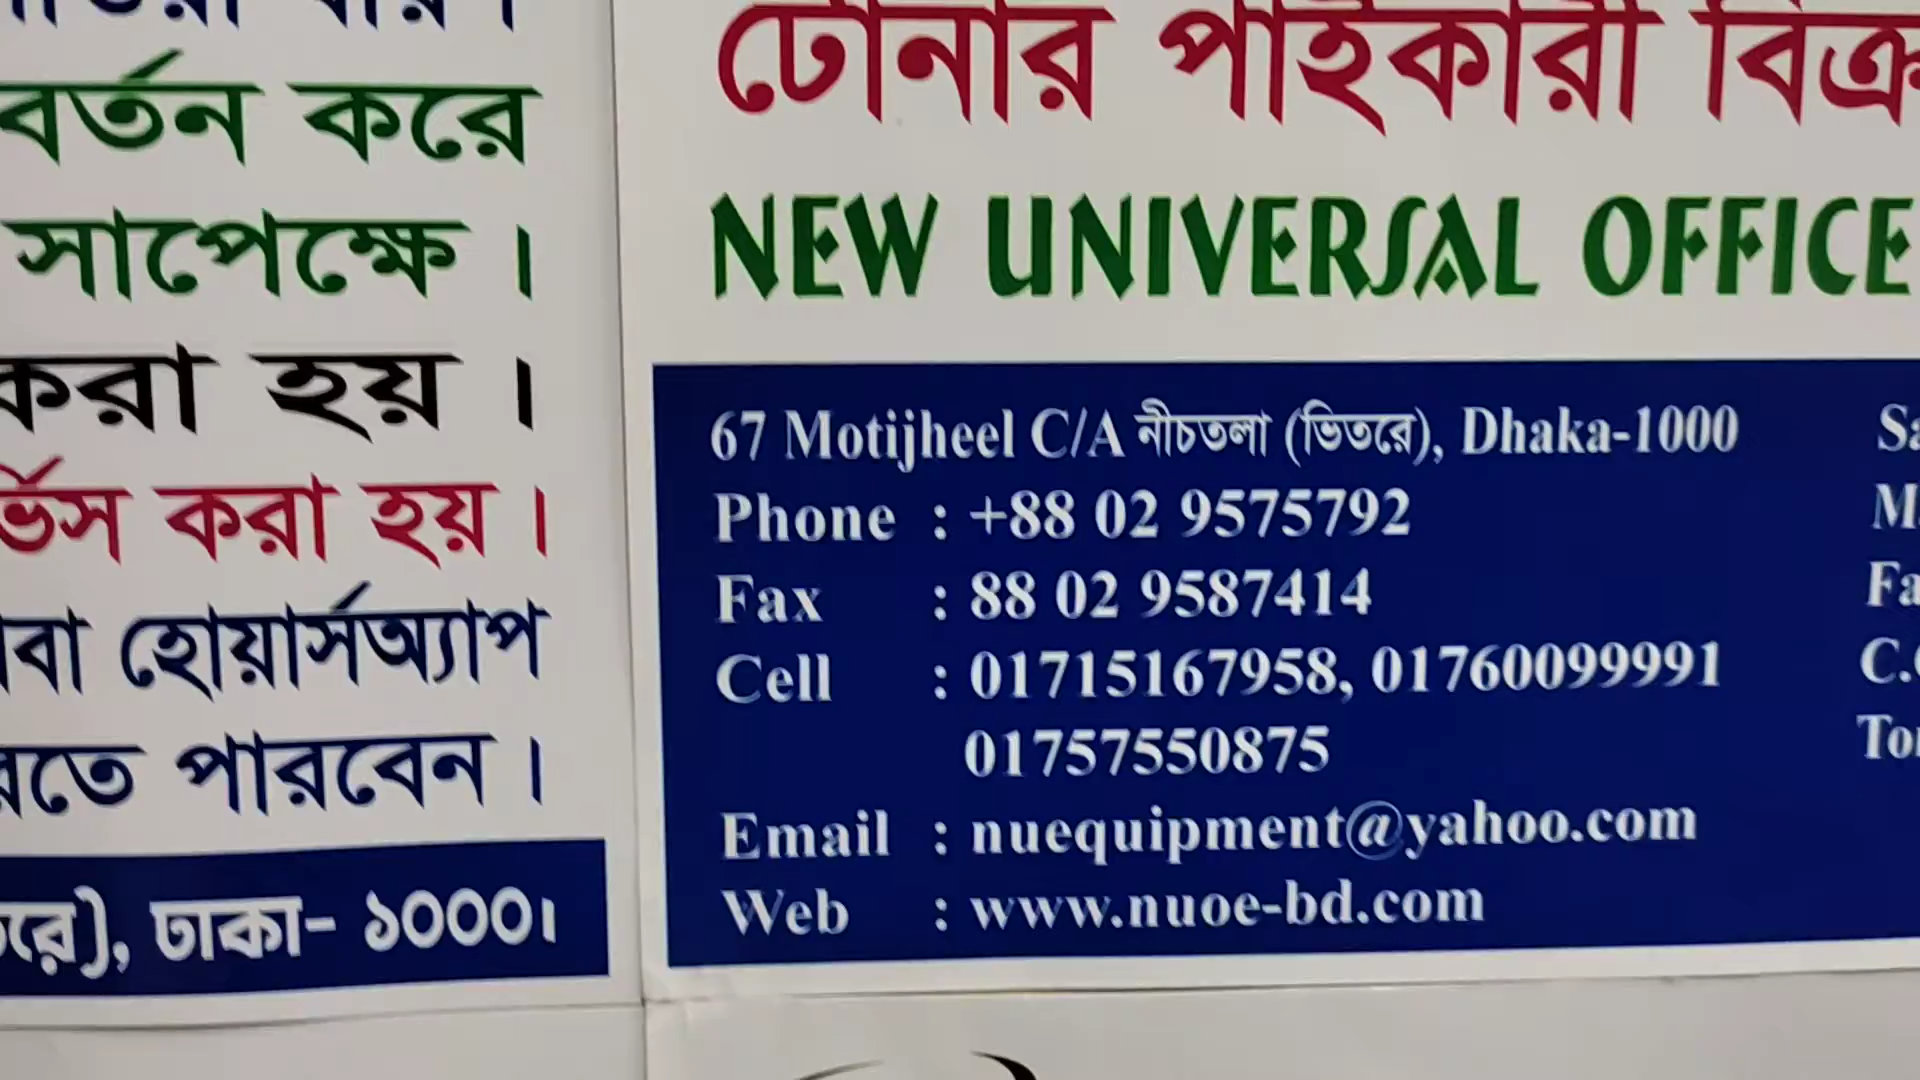 বর্তন করে
সাপেক্ষে ।
করা হয় ।
র্ভিস করা হয় ।
বা হোয়ার্সঅ্যাপ
রতে পারবেন ।
রে), ঢাকা- ১০০০।
টোনার পাইকারী বিক্র
NEW UNIVERSAL OFFICE
67 Motijheel C/A নীচতলা (ভিতরে), Dhaka-1000
Phone : +88 02 9575792
Fax : 88 02 9587414
Cell : 01715167958, 01760099991
01757550875
Email : nuequipment@yahoo.com
Web : www.nuoe-bd.com